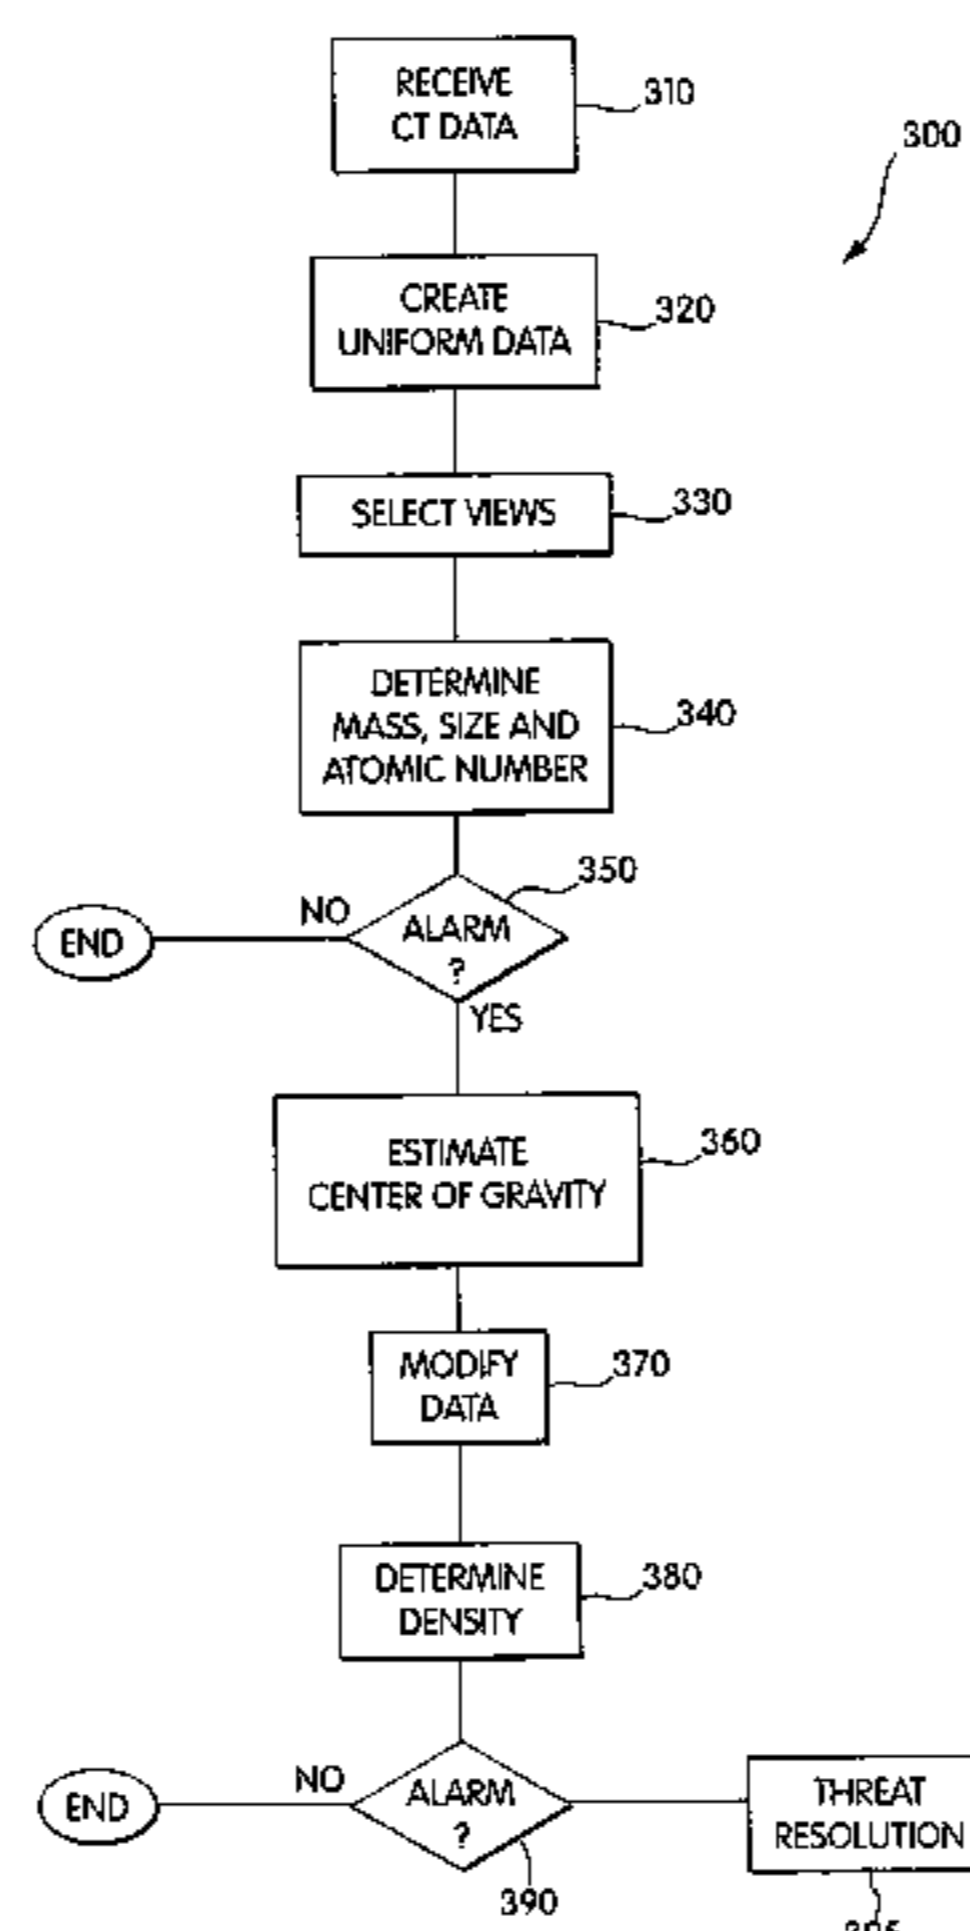 RECEIVE
CT DATA
310
300
CREATE
UNIFORM DATA
320
SELECT VIEWS
330
DETERMINE
MASS, SIZE AND
ATOMIC NUMBER
340
350
NO
ALARM
?
END
YES
ESTIMATE
CENTER OF GRAVITY
360
MODIFY
DATA
370
DETERMINE
DENSITY
380
NO
ALARM
?
END
THREAT
RESOLUTION
390